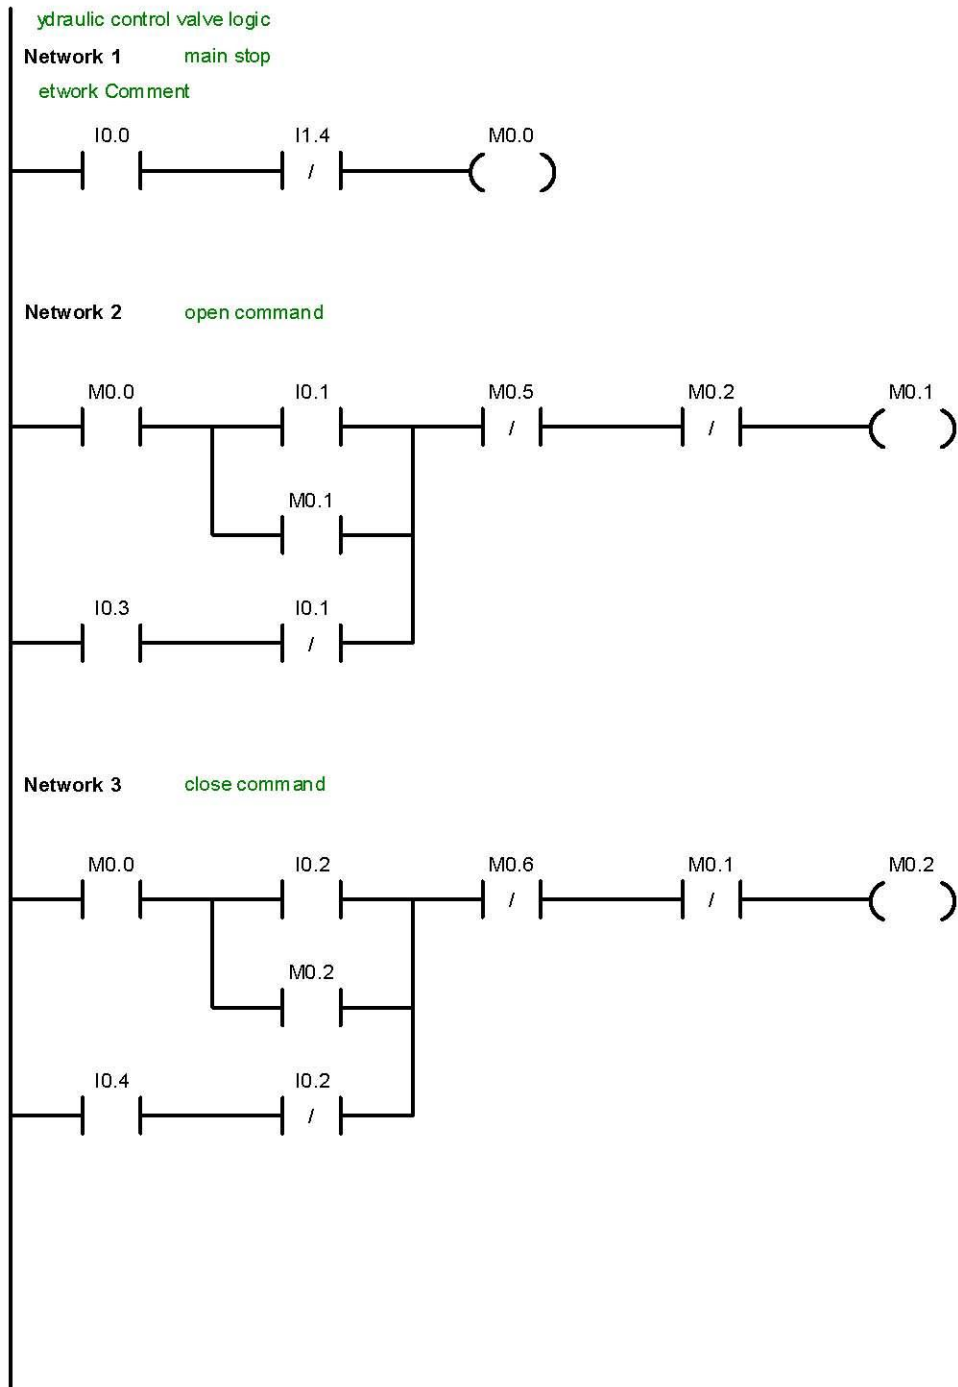 ydraulic control valve logic
Network 1 main stop
etwork Comment
I0.0 I1.4 M0.0
/
Network 2 open command
M0.0 I0.1 M0.5 M0.2 M0.1
/ /
M0.1
I0.3 I0.1
/
Network 3 close command
M0.0 I0.2 M0.6 M0.1 M0.2
/ /
M0.2
I0.4 I0.2
/